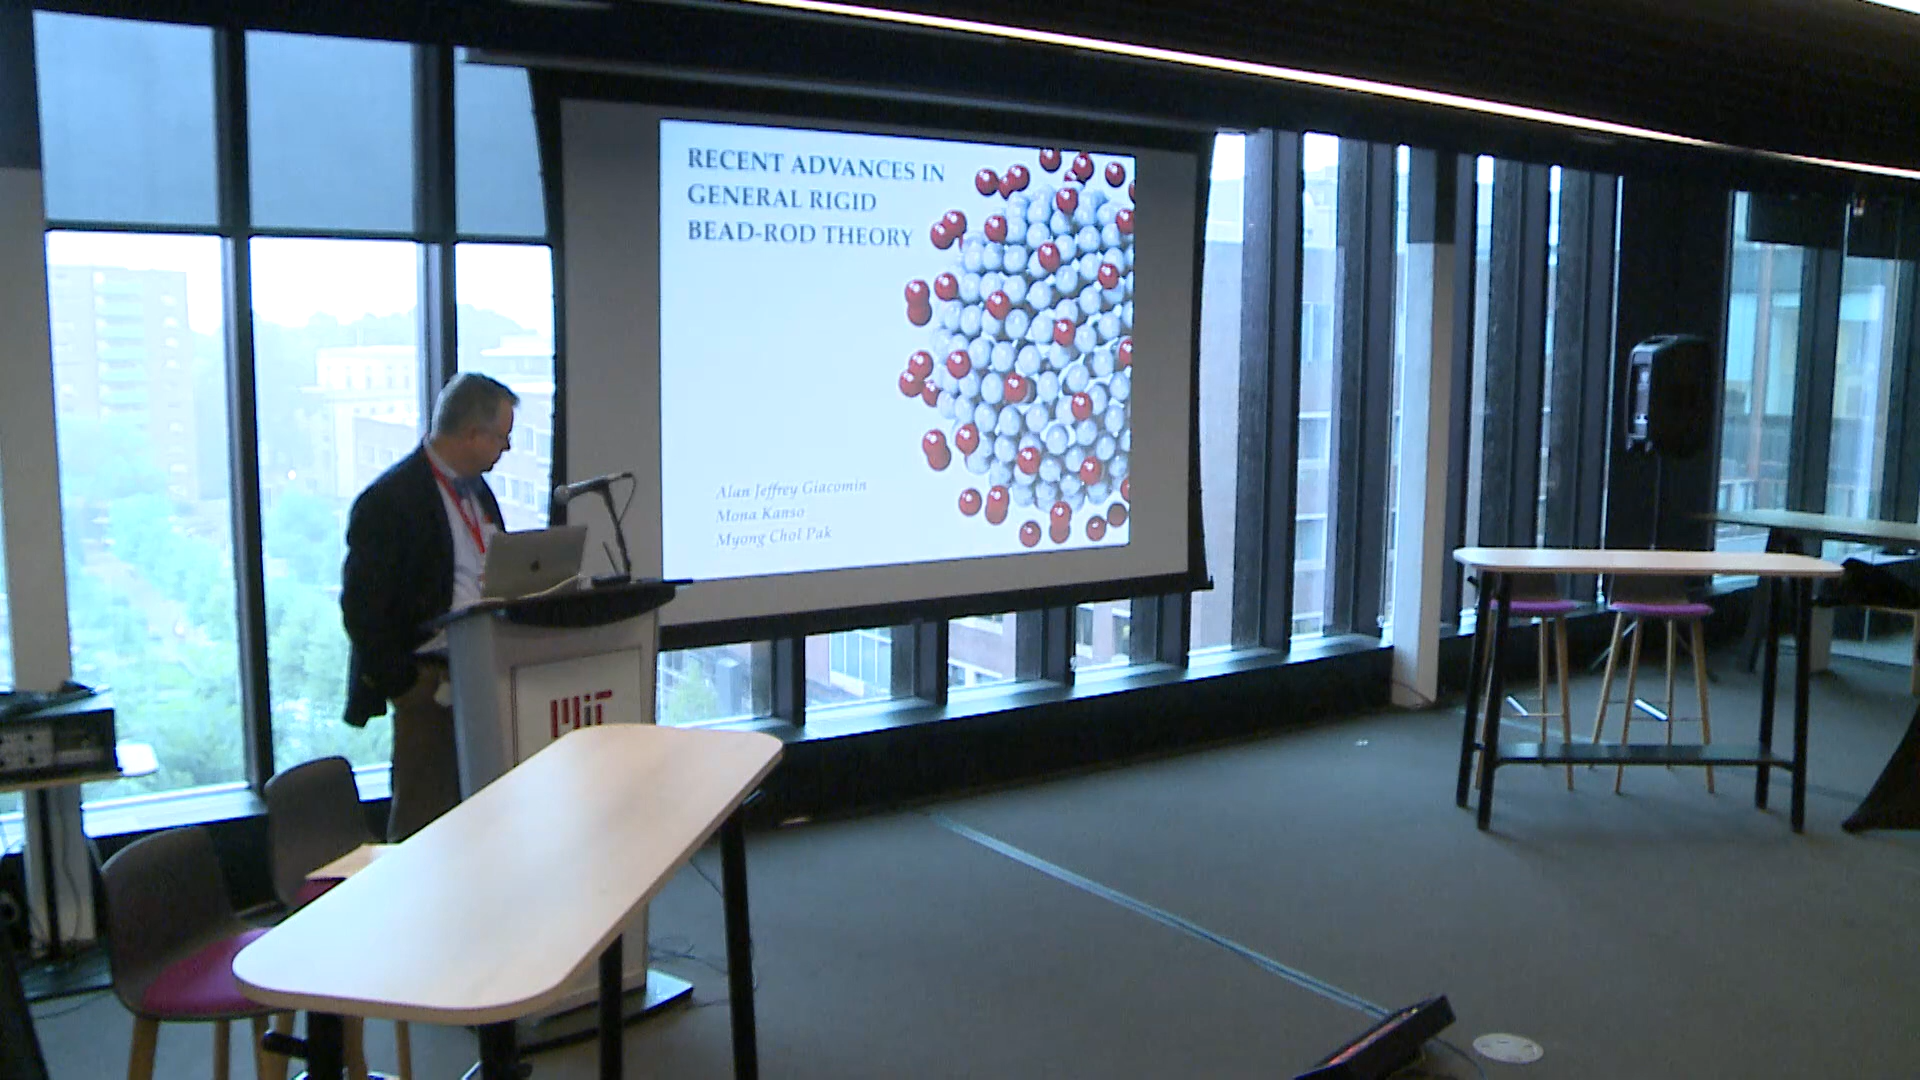 RECENT ADVANCES IN
GENERAL RIGID
BEAD-ROD THEORY
Alan Jeffrey Giacomin
Mona Kanso
Myong Chol Pak
MIT